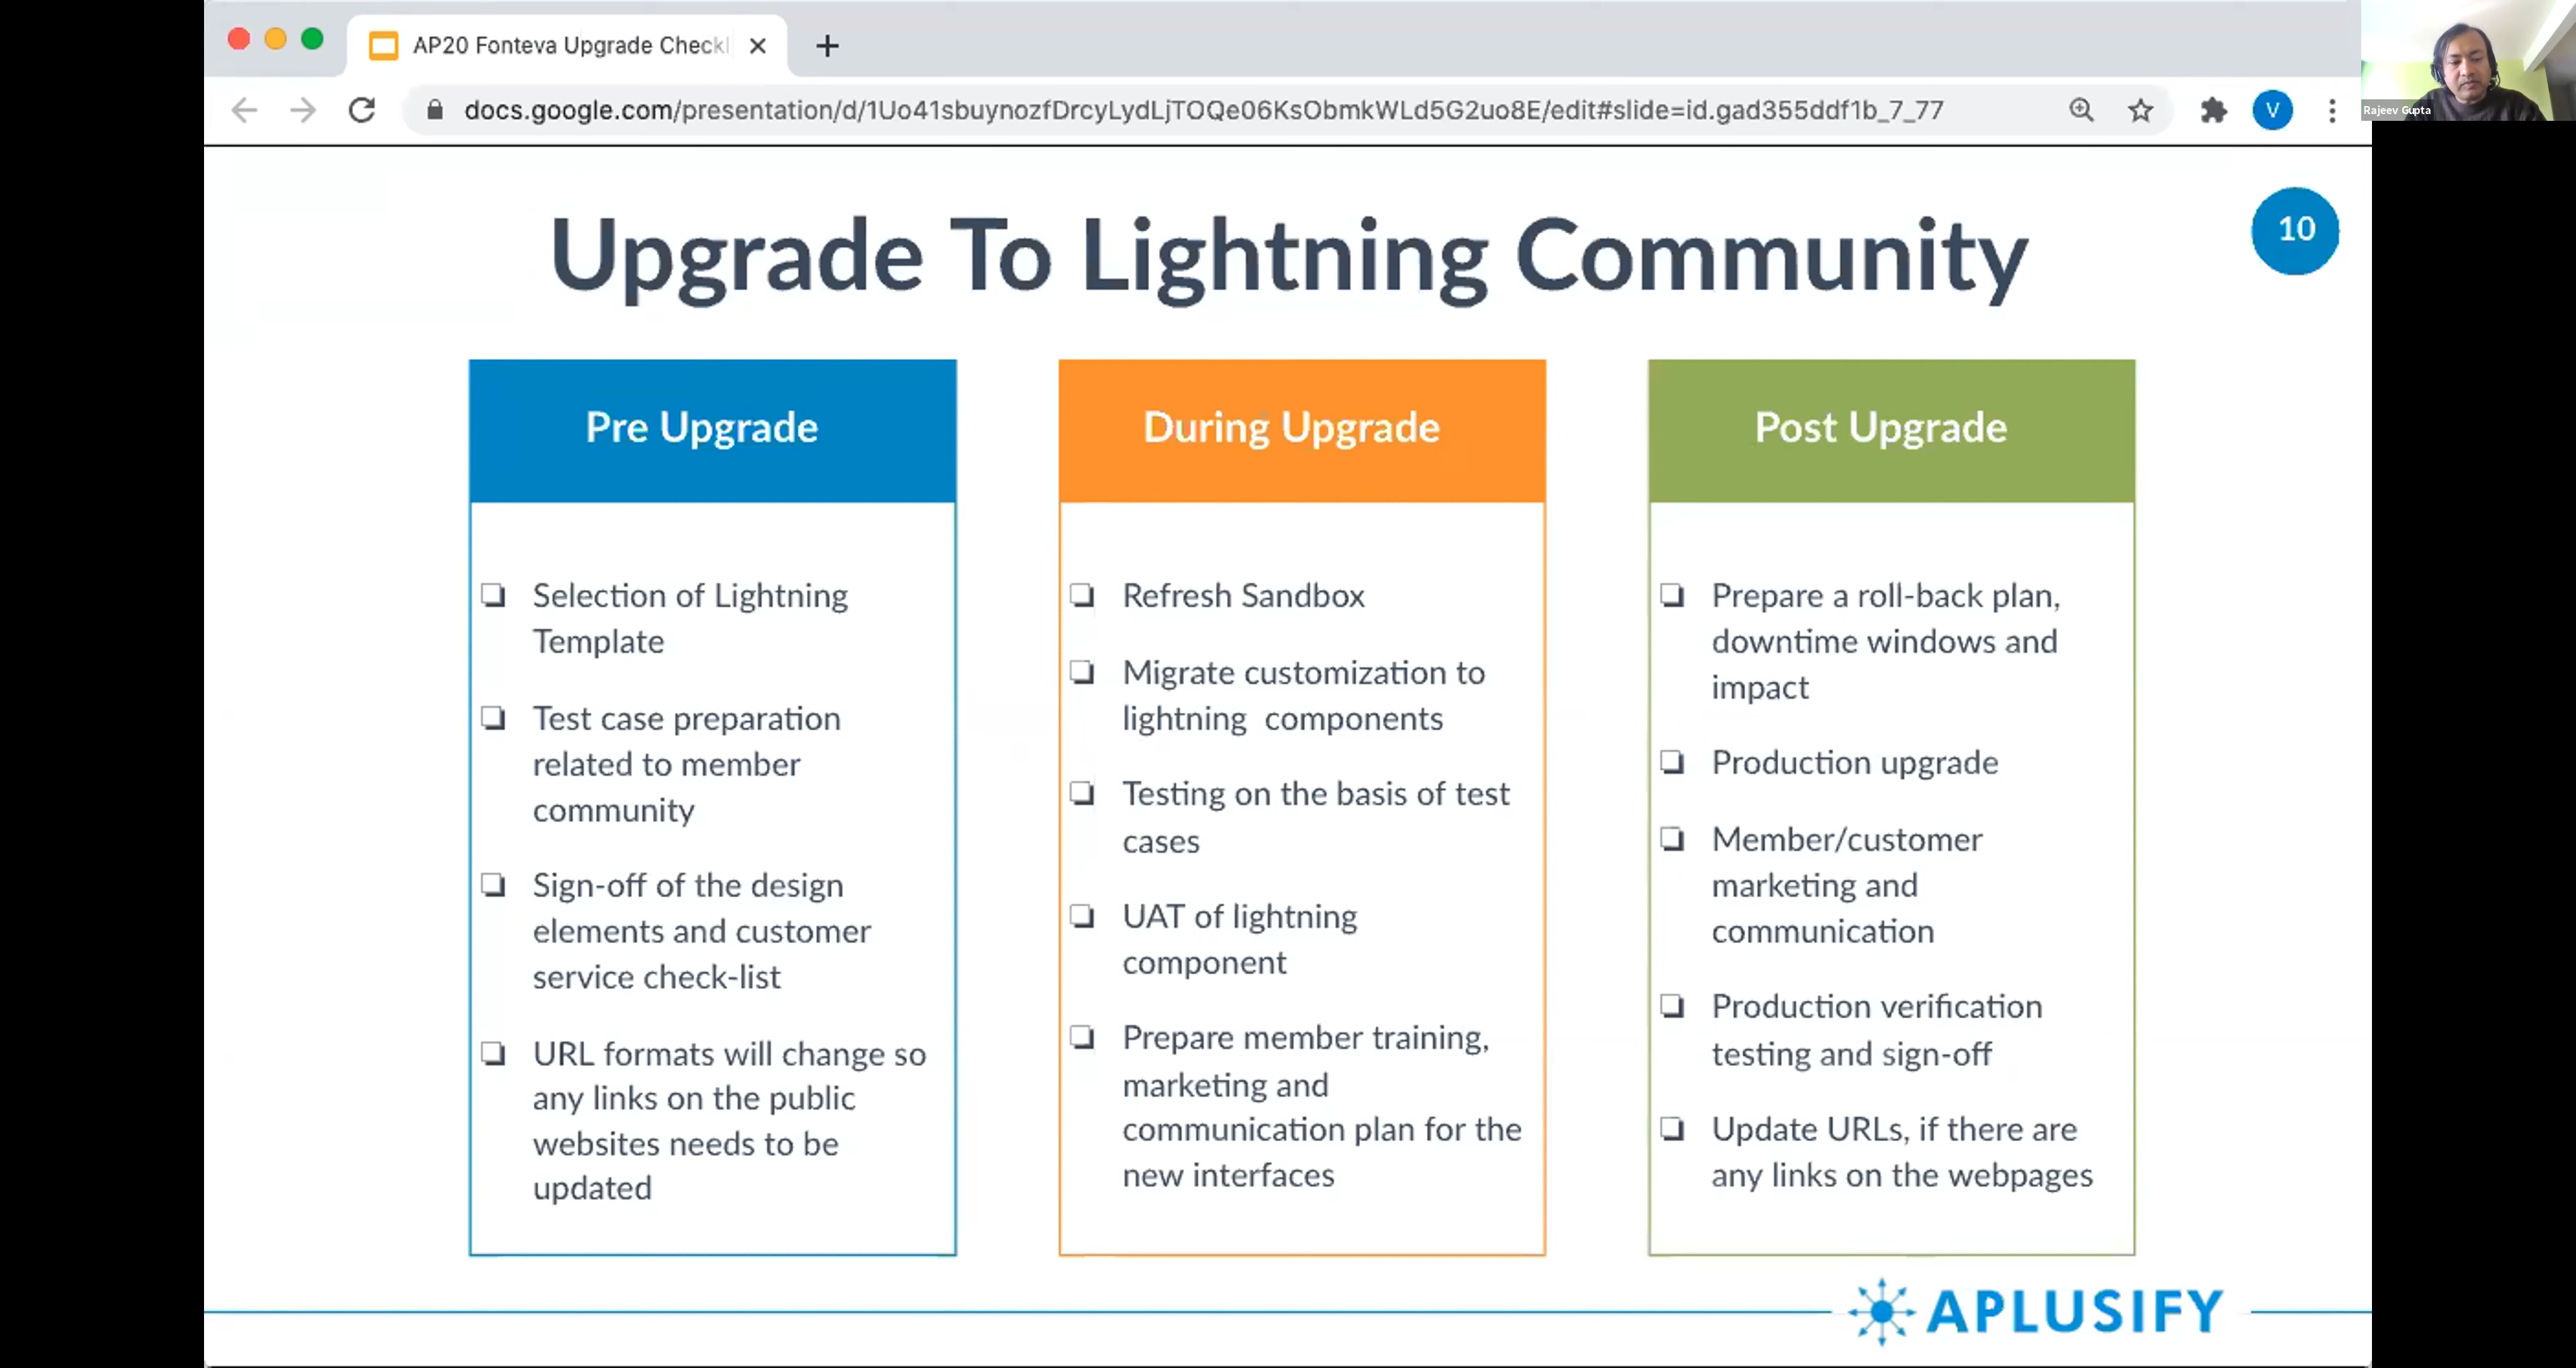 AP20 Fonteva Upgrade Checkl
docs.google.com/presentation/d/1Uo41sbuynozfDrcyLydLjTOQe06KsObmkWLd5G2uo8E/edit#slide=id.gad355ddf1b_7_77
V
Rajeev Gupta
Upgrade To Lightning Community
10
Pre Upgrade
Selection of Lightning
Template
Test case preparation
related to member
community
Sign-off of the design
elements and customer
service check-list
URL formats will change so
any links on the public
websites needs to be
updated
During Upgrade
Refresh Sandbox
Migrate customization to
lightning components
Testing on the basis of test
cases
UAT of lightning
component
Prepare member training,
marketing and
communication plan for the
new interfaces
Post Upgrade
Prepare a roll-back plan,
downtime windows and
impact
Production upgrade
Member/customer
marketing and
communication
Production verification
testing and sign-off
Update URLs, if there are
any links on the webpages
APLUSIFY